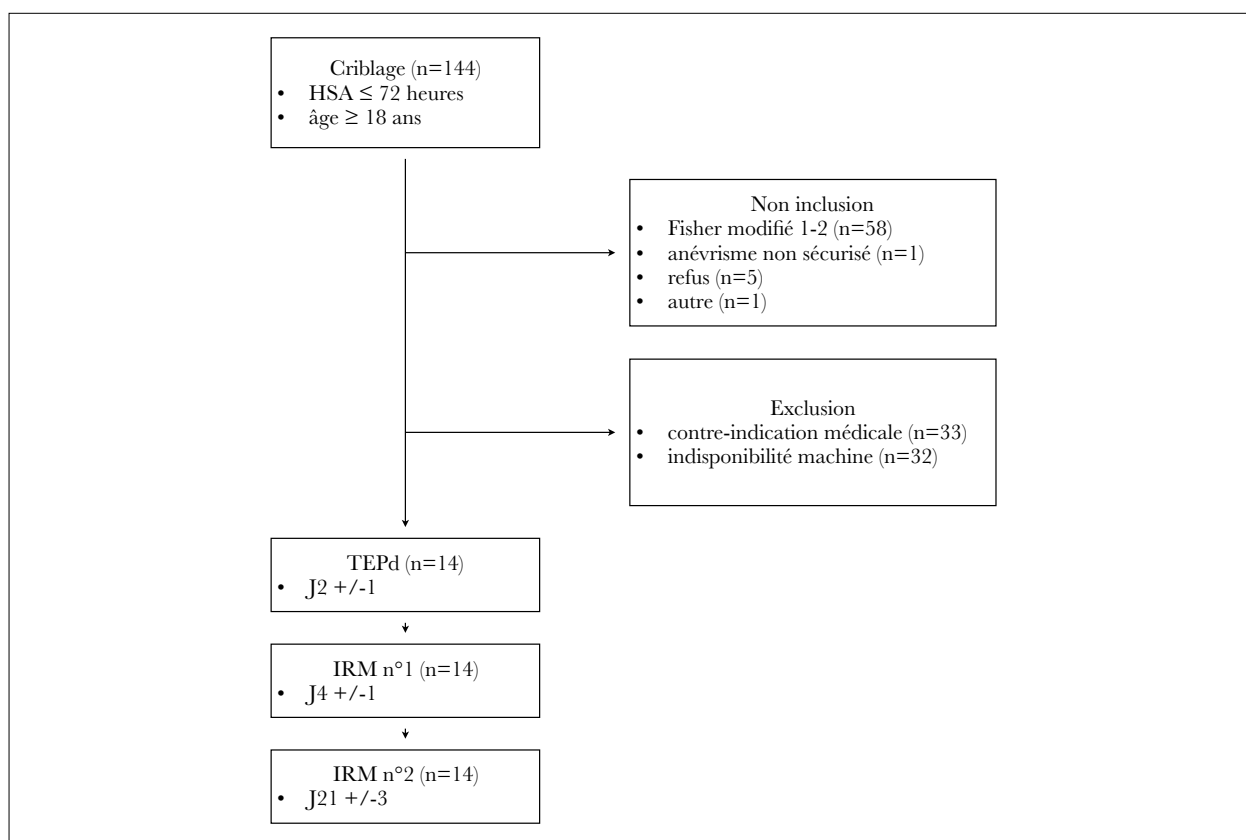 Criblage (n=144)
• HSA ≤ 72 heures
• âge ≥ 18 ans
Non inclusion
• Fisher modifié 1-2 (n=58)
• anévrisme non sécurisé (n=1)
• refus (n=5)
• autre (n=1)
Exclusion
• contre-indication médicale (n=33)
• indisponibilité machine (n=32)
TEPd (n=14)
• J2 +/-1
IRM n°1 (n=14)
• J4 +/-1
IRM n°2 (n=14)
• J21 +/-3